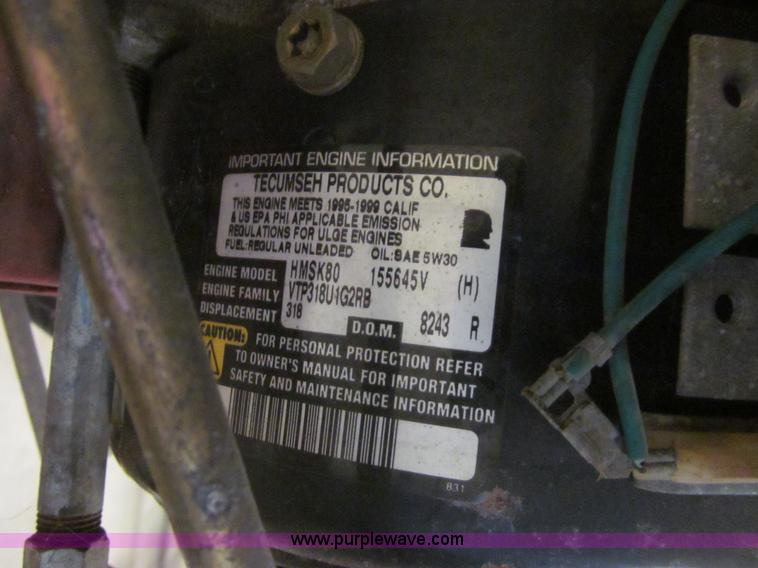 IMPORTANT ENGINE INFORMATION
TECUMSEH PRODUCTS CO.
THIS ENGINE MEETS 1995-1999 CALIF
& US EPA PHI APPLICABLE EMISSION
REGULATIONS FOR ULGE ENGINES
FUEL:REGULAR UNLEADED OIL:SAE 5W30
ENGINE MODEL HMSK80 155645V (H)
ENGINE FAMILY VTP318U1G2RB
DISPLACEMENT 318 D.O.M. 8243 R
CAUTION: FOR PERSONAL PROTECTION REFER
TO OWNER'S MANUAL FOR IMPORTANT
SAFETY AND MAINTENANCE INFORMATION
831
www.purplewave.com